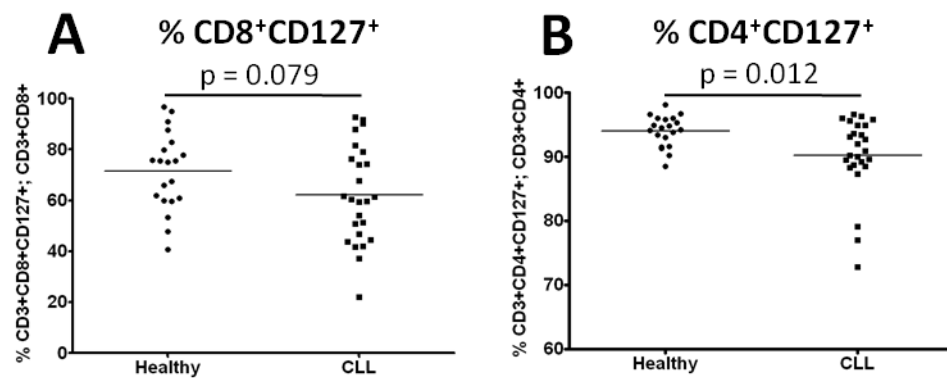 A
% CD8⁺CD127⁺
p = 0.079
% CD3+CD8+CD127+; CD3+CD8+
100
80
60
40
20
0
Healthy
CLL
B
% CD4⁺CD127⁺
p = 0.012
% CD3+CD4+CD127+; CD3+CD4+
100
90
80
70
60
Healthy
CLL